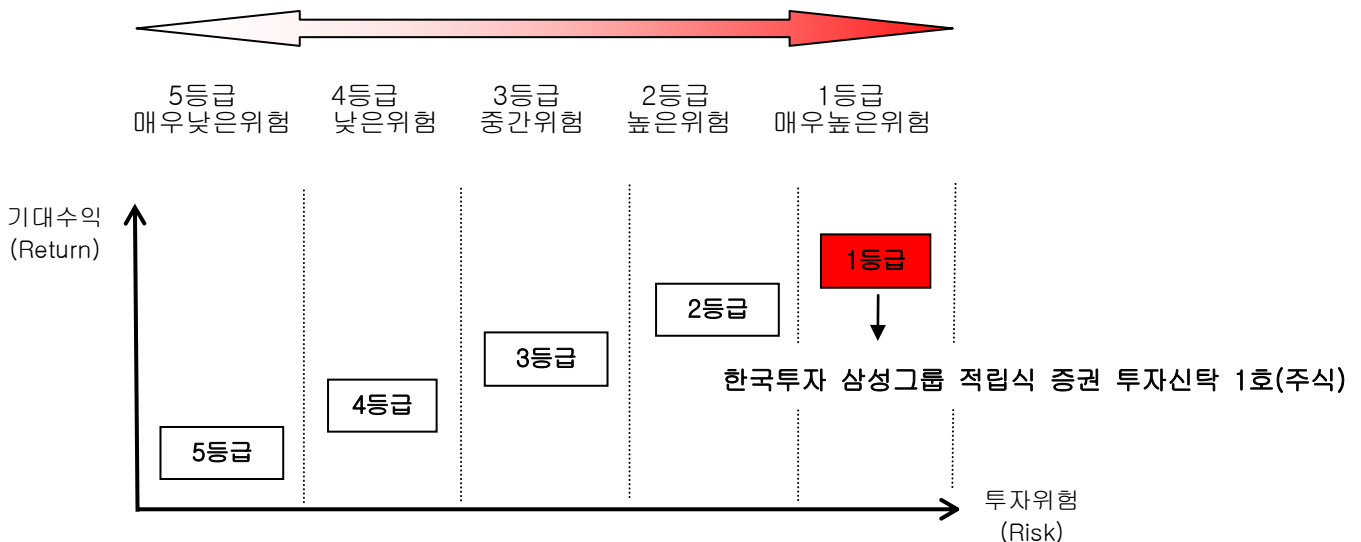 5등급 4등급 3등급 2등급 1등급
매우낮은위험 낮은위험 중간위험 높은위험 매우높은위험
기대수익
(Return)
1등급
2등급
3등급
한국투자 삼성그룹 적립식 증권 투자신탁 1호(주식)
4등급
5등급
투자위험
(Risk)